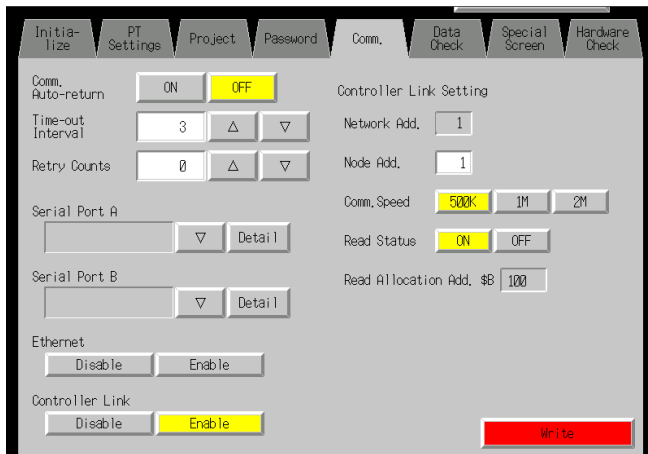 Initia-
lize
PT
Settings
Project
Password
Comm.
Data
Check
Special
Screen
Hardware
Check
Comm.
Auto-return
ON
OFF
Time-out
Interval
3
△
▽
Retry Counts
0
△
▽
Serial Port A
▽
Detail
Serial Port B
▽
Detail
Ethernet
Disable
Enable
Controller Link
Disable
Enable
Controller Link Setting
Network Add.
1
Node Add.
1
Comm.Speed
500K
1M
2M
Read Status
ON
OFF
Read Allocation Add. $B 100
Write